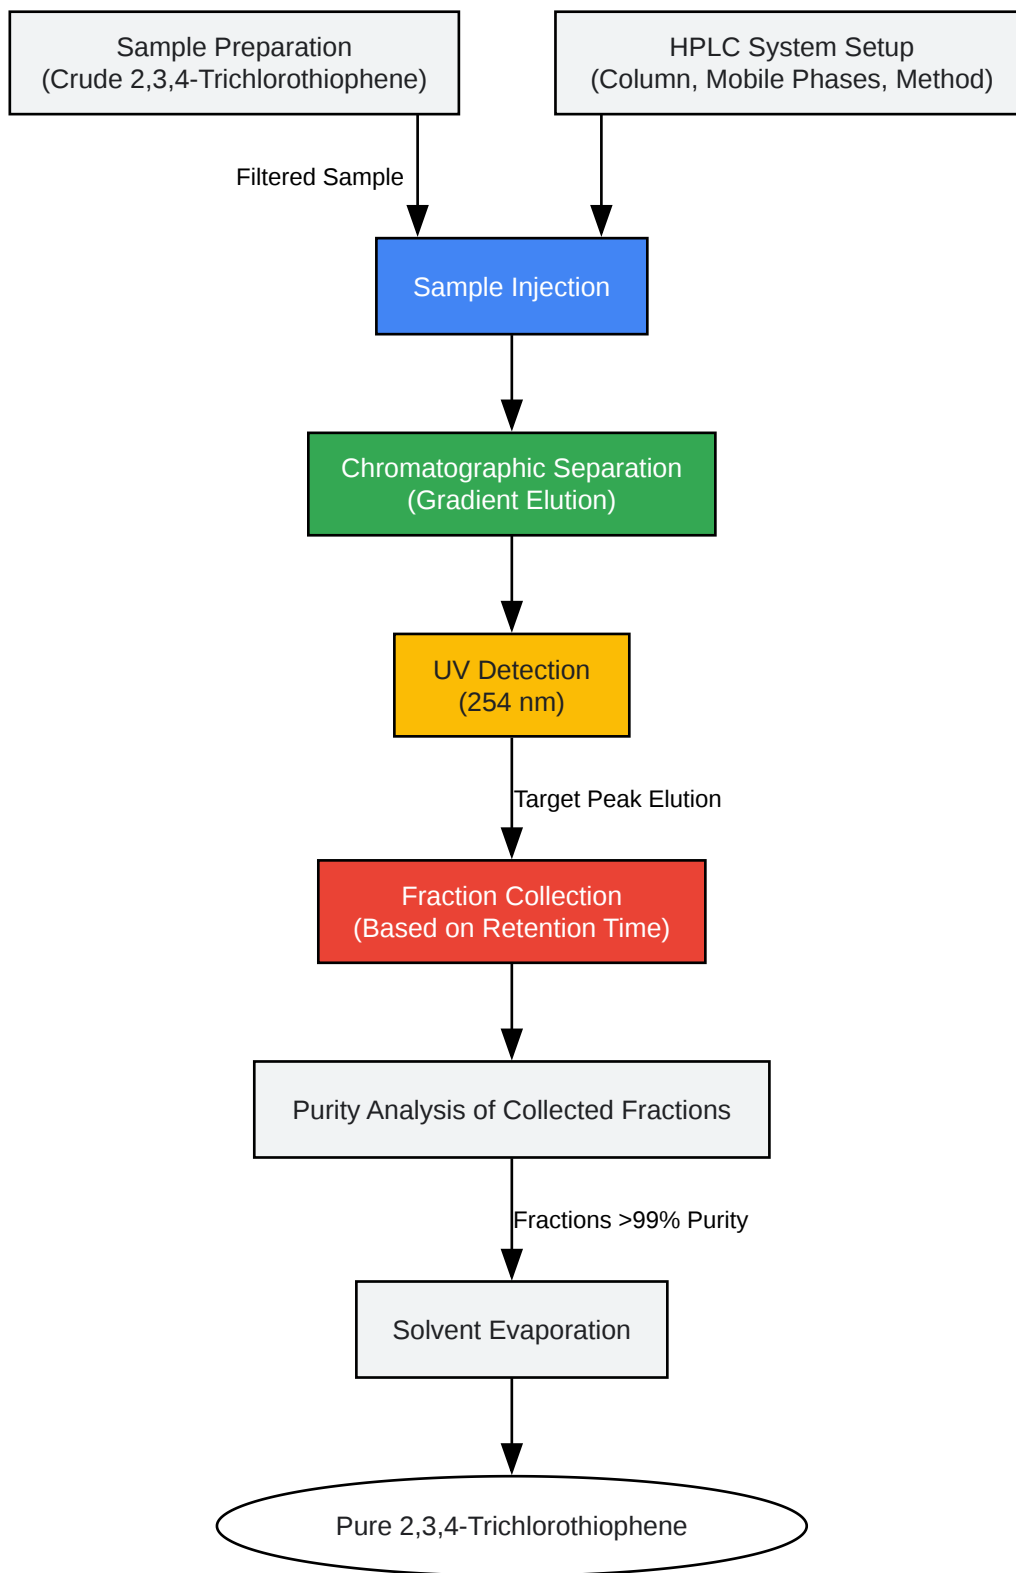 Sample Preparation
(Crude 2,3,4-Trichlorothiophene)
HPLC System Setup
(Column, Mobile Phases, Method)
Filtered Sample
Sample Injection
Chromatographic Separation
(Gradient Elution)
UV Detection
(254 nm)
Target Peak Elution
Fraction Collection
(Based on Retention Time)
Purity Analysis of Collected Fractions
Fractions >99% Purity
Solvent Evaporation
Pure 2,3,4-Trichlorothiophene